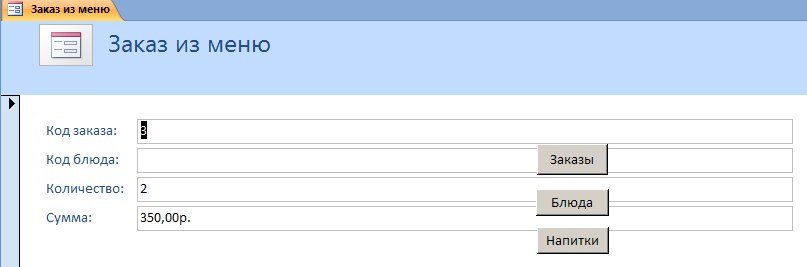 Заказ из меню
Заказ из меню
Код заказа: 3
Код блюда:
Заказы
Количество: 2
Блюда
Сумма: 350,00р.
Напитки